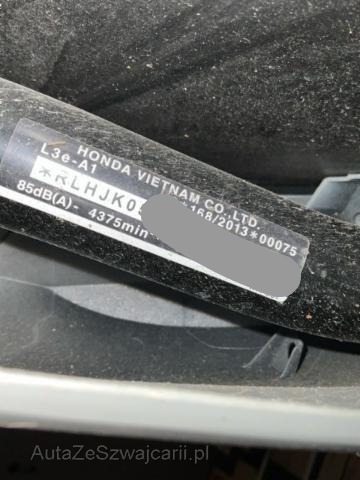 HONDA VIETNAM CO.,LTD
L3e-A1 *168/2013*00075
*RLHJK0
85dB(A)- 4375min-
AutaZeSzwajcarii.pl